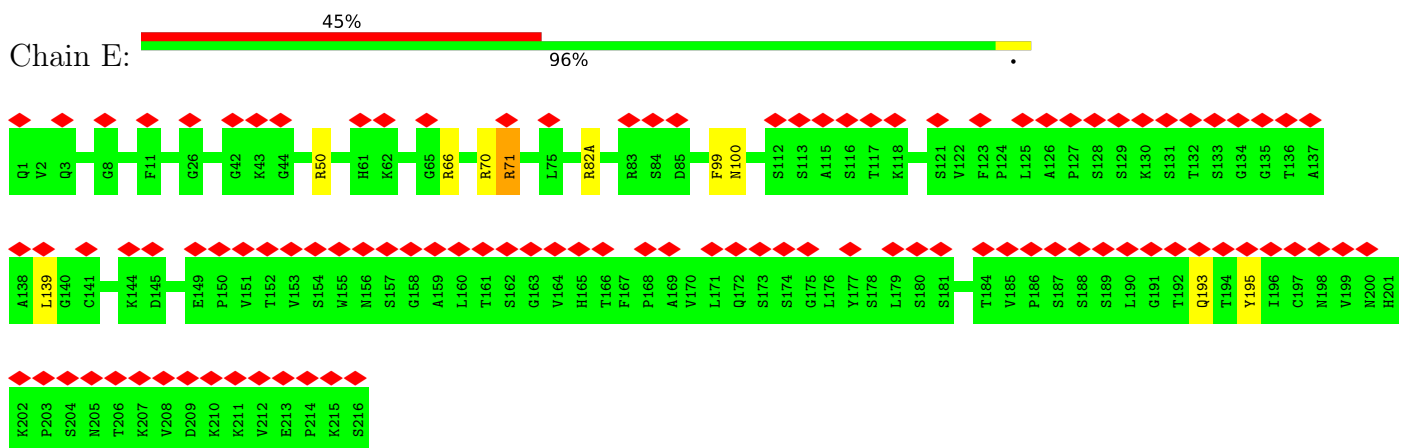 45%
Chain E:
96%
.
Q1 V2 Q3 G8 F11 G26 G42 K43 G44 R50 H61 K62 G65 R66 R70 R71 L75 R82A R83 S84 D85 F99 N100 S112 S113 A115 S116 T117 K118 S121 V122 F123 P124 L125 A126 P127 S128 S129 K130 S131 T132 S133 G134 G135 T136 A137
A138 L139 G140 C141 K144 D145 E149 P150 V151 T152 V153 S154 W155 N156 S157 G158 A159 L160 T161 S162 G163 V164 H165 T166 F167 P168 A169 V170 L171 Q172 S173 S174 G175 L176 Y177 S178 L179 S180 S181 T184 V185 P186 S187 S188 S189 L190 G191 T192 Q193 T194 Y195 I196 C197 N198 V199 N200 H201
K202 P203 S204 N205 T206 K207 V208 D209 K210 K211 V212 E213 P214 K215 S216